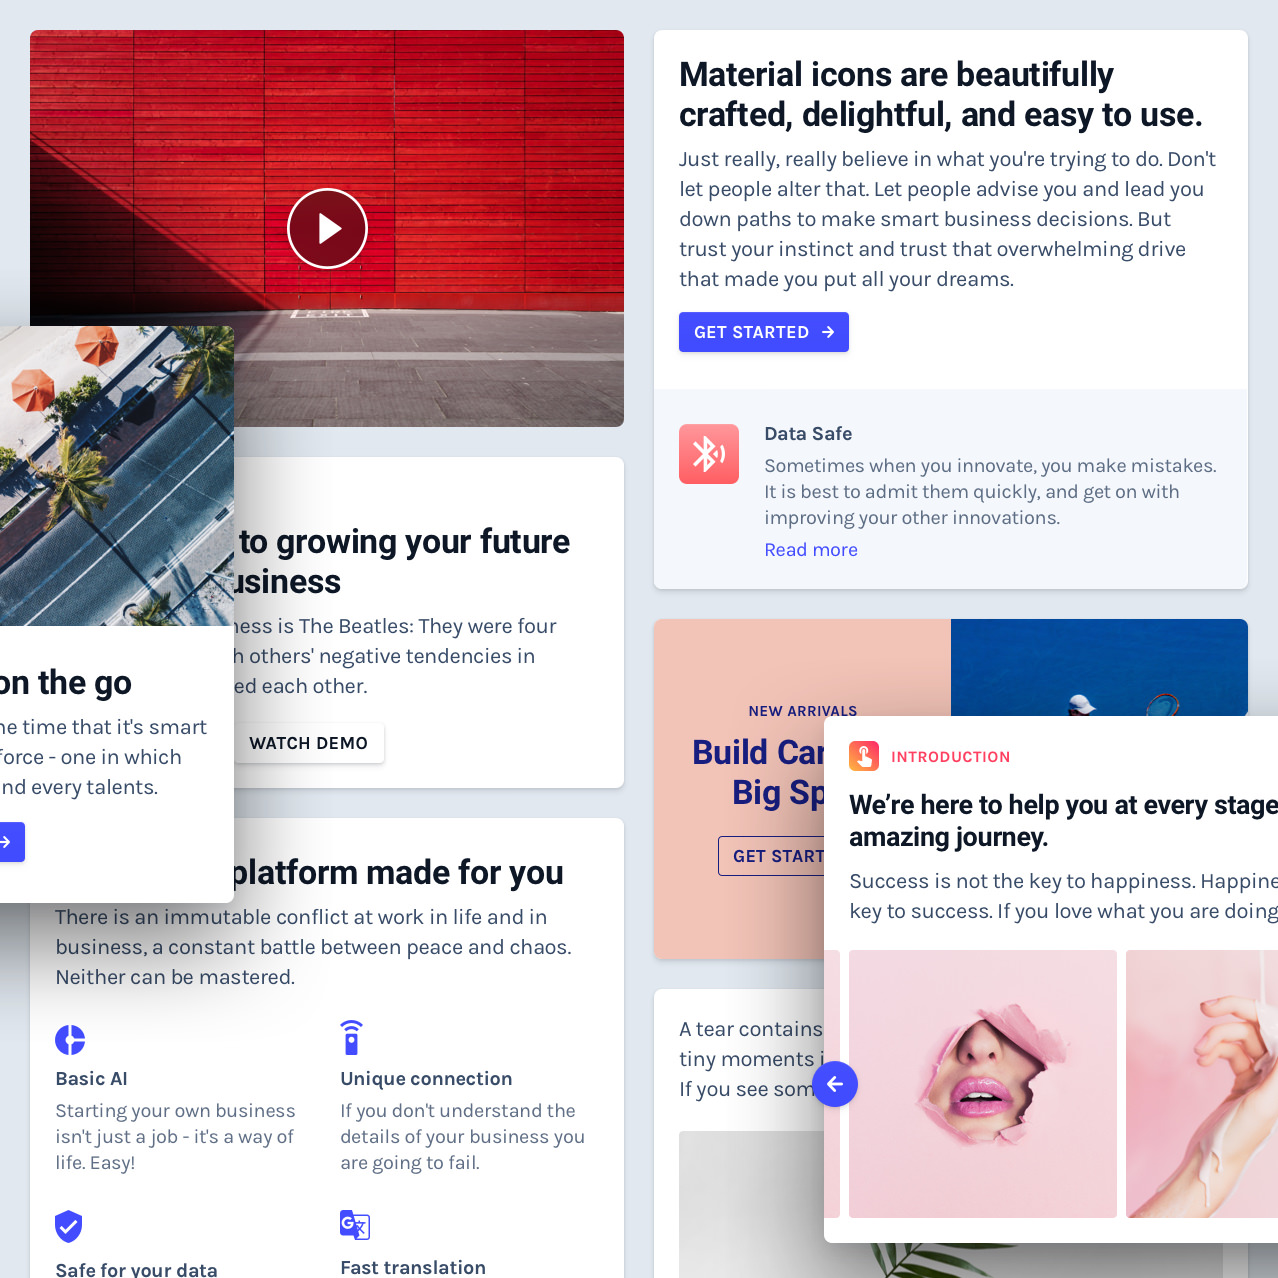 Material icons are beautifully
crafted, delightful, and easy to use.
Just really, really believe in what you're trying to do. Don't
let people alter that. Let people advise you and lead you
down paths to make smart business decisions. But
trust your instinct and trust that overwhelming drive
that made you put all your dreams.
GET STARTED
Data Safe
Sometimes when you innovate, you make mistakes.
It is best to admit them quickly, and get on with
improving your other innovations.
Read more
to growing your future
usiness
ness is The Beatles: They were four
h others' negative tendencies in
ed each other.
WATCH DEMO
on the go
ne time that it's smart
force - one in which
nd every talents.
platform made for you
There is an immutable conflict at work in life and in
business, a constant battle between peace and chaos.
Neither can be mastered.
Basic AI
Starting your own business
isn't just a job - it's a way of
life. Easy!
Unique connection
If you don't understand the
details of your business you
are going to fail.
Safe for your data
Fast translation
NEW ARRIVALS
Build Car
Big Sp
GET START
INTRODUCTION
We’re here to help you at every stage
amazing journey.
Success is not the key to happiness. Happine
key to success. If you love what you are doing
A tear contains
tiny moments i
If you see som